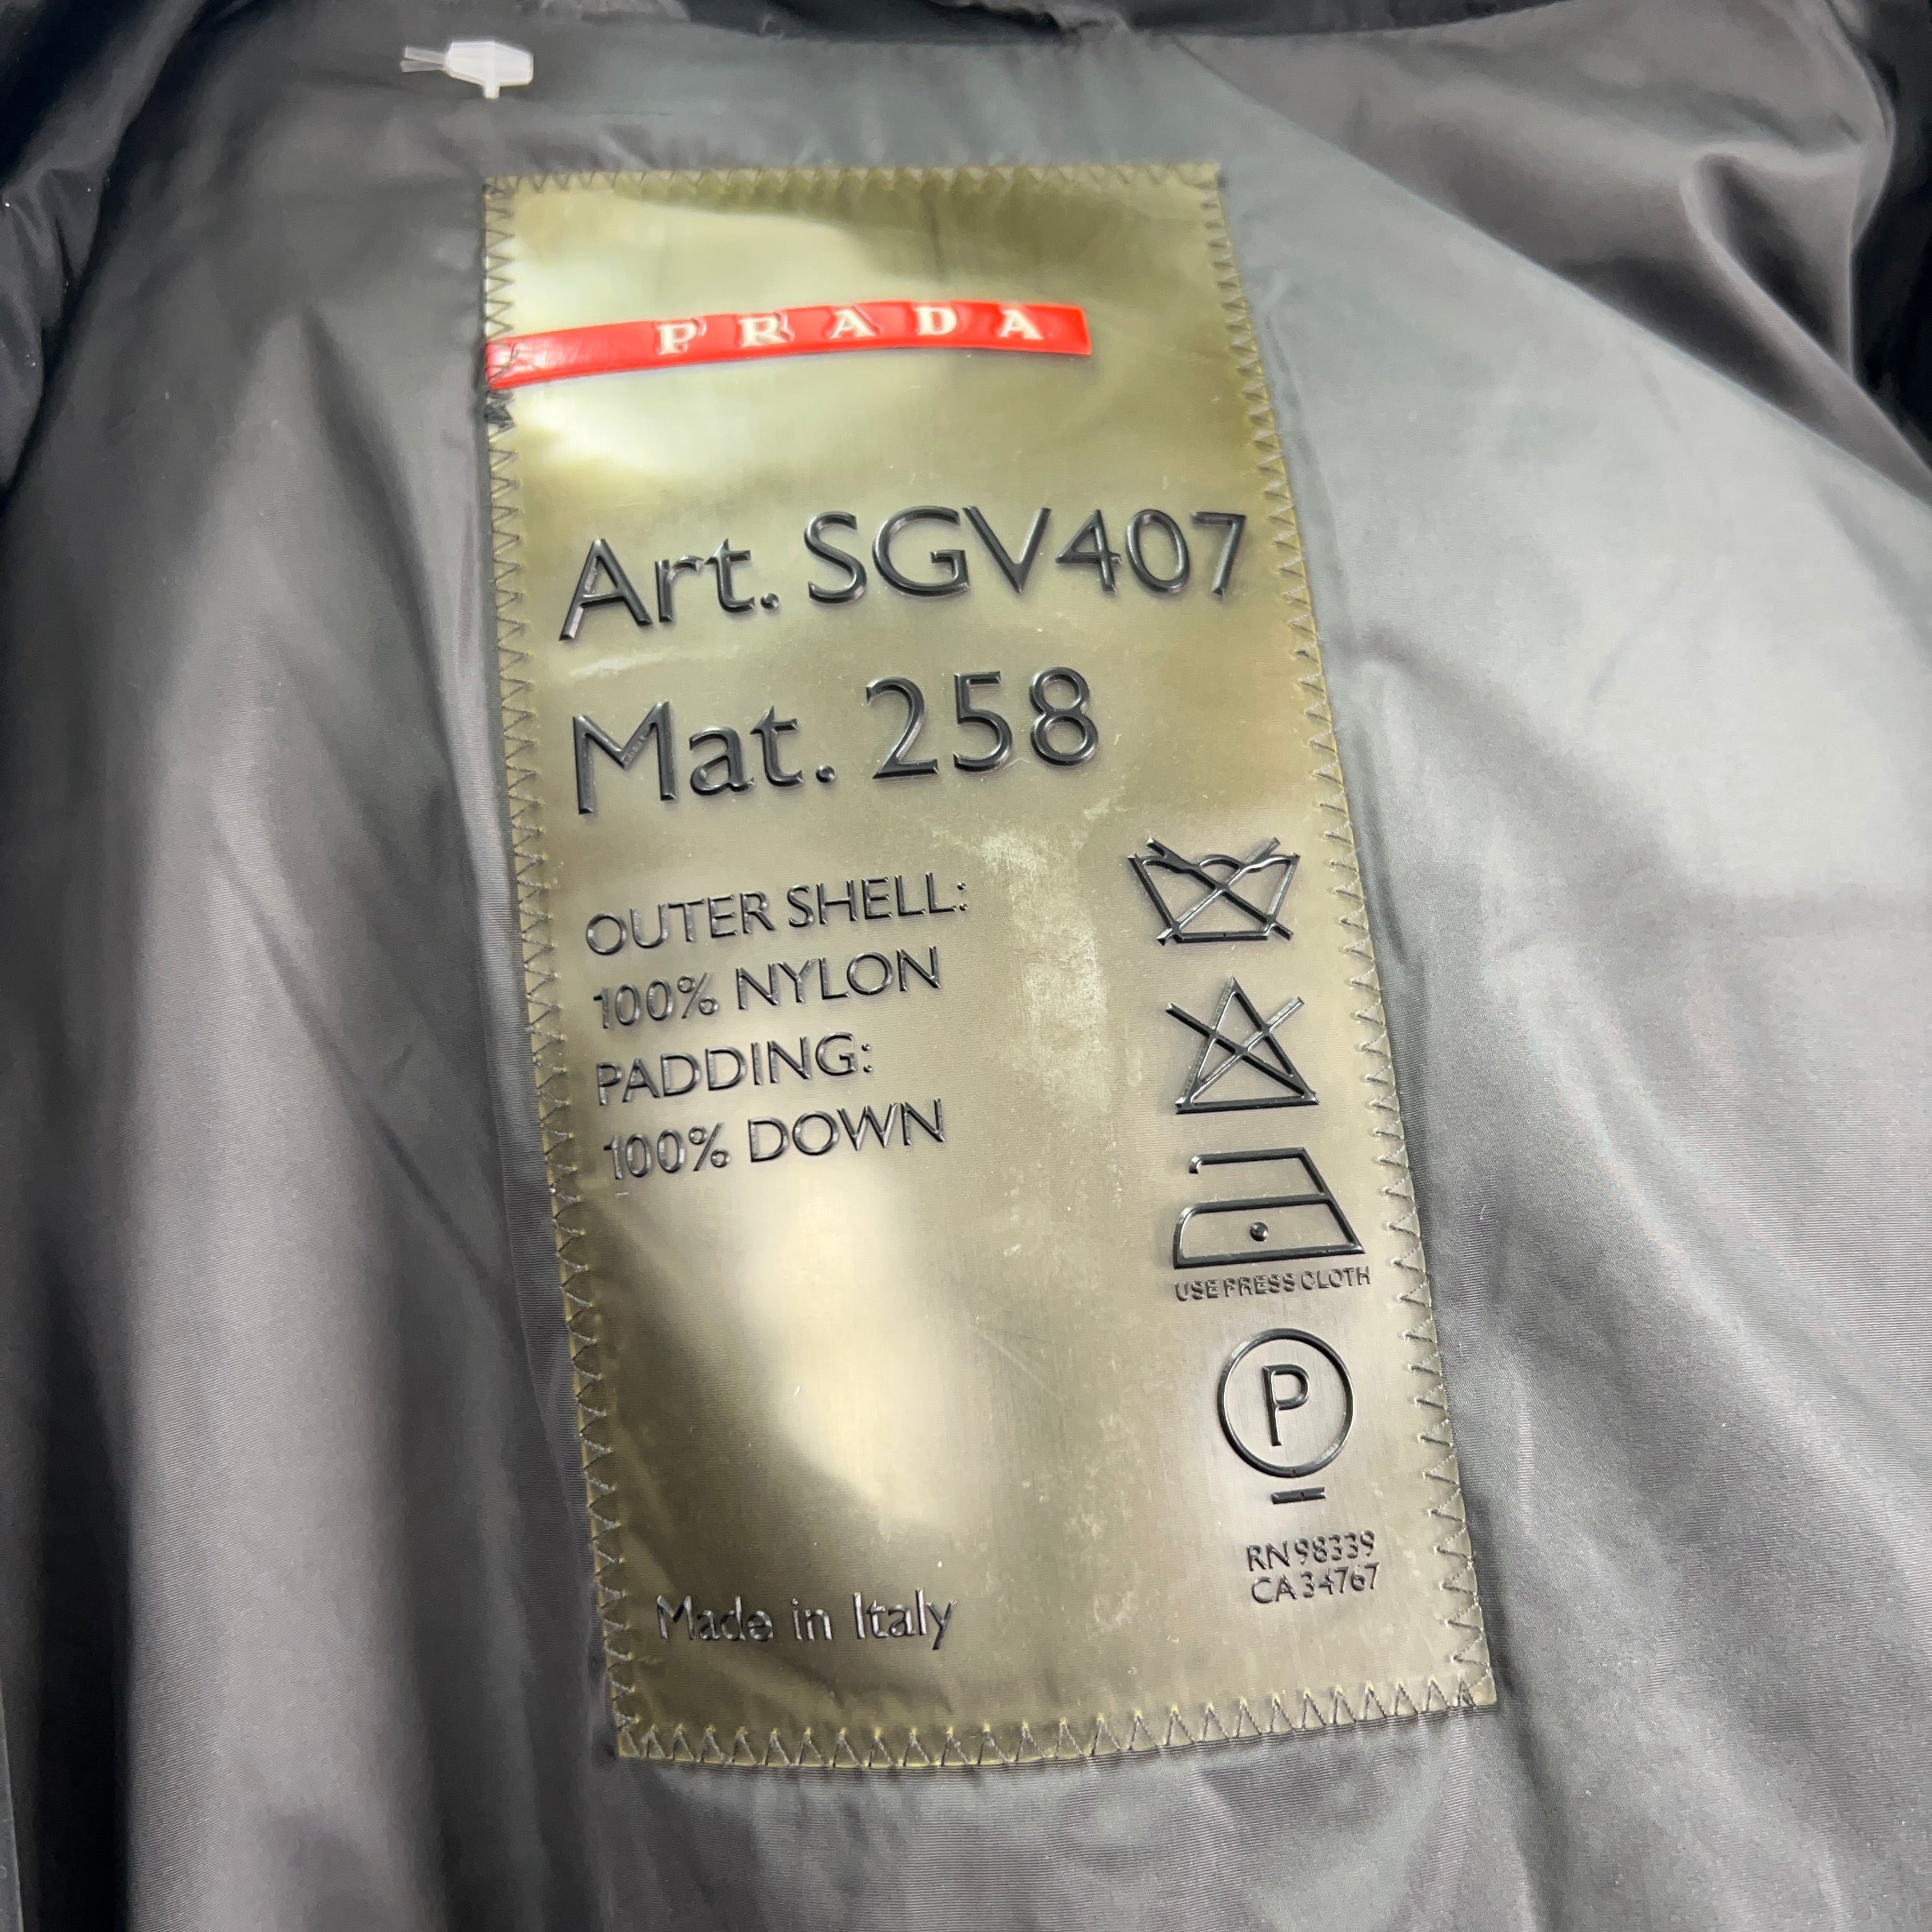 PRADA
Art. SGV407
Mat. 258
OUTER SHELL:
100% NYLON
PADDING:
100% DOWN
USE PRESS CLOTH
P
RN 98339
CA 34767
Made in Italy